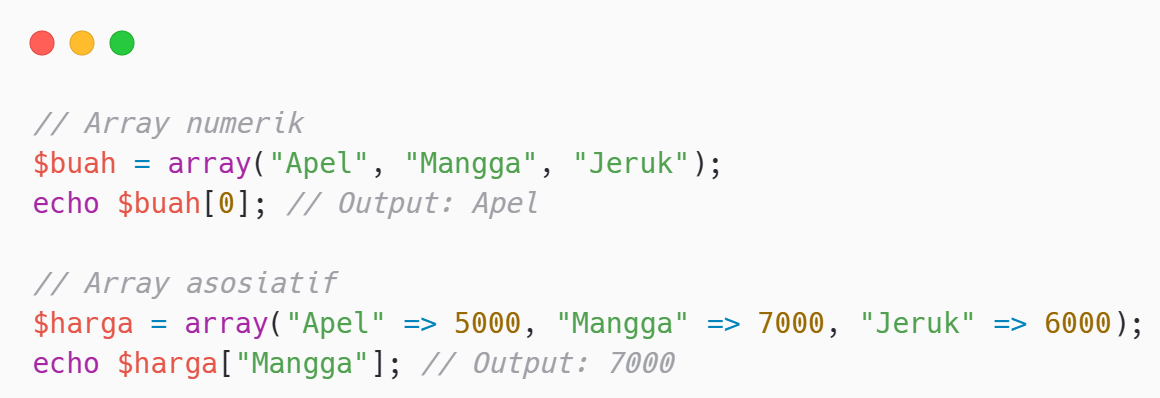 // Array numerik
$buah = array("Apel", "Mangga", "Jeruk");
echo $buah[0]; // Output: Apel
// Array asosiatif
$harga = array("Apel" => 5000, "Mangga" => 7000, "Jeruk" => 6000);
echo $harga["Mangga"]; // Output: 7000